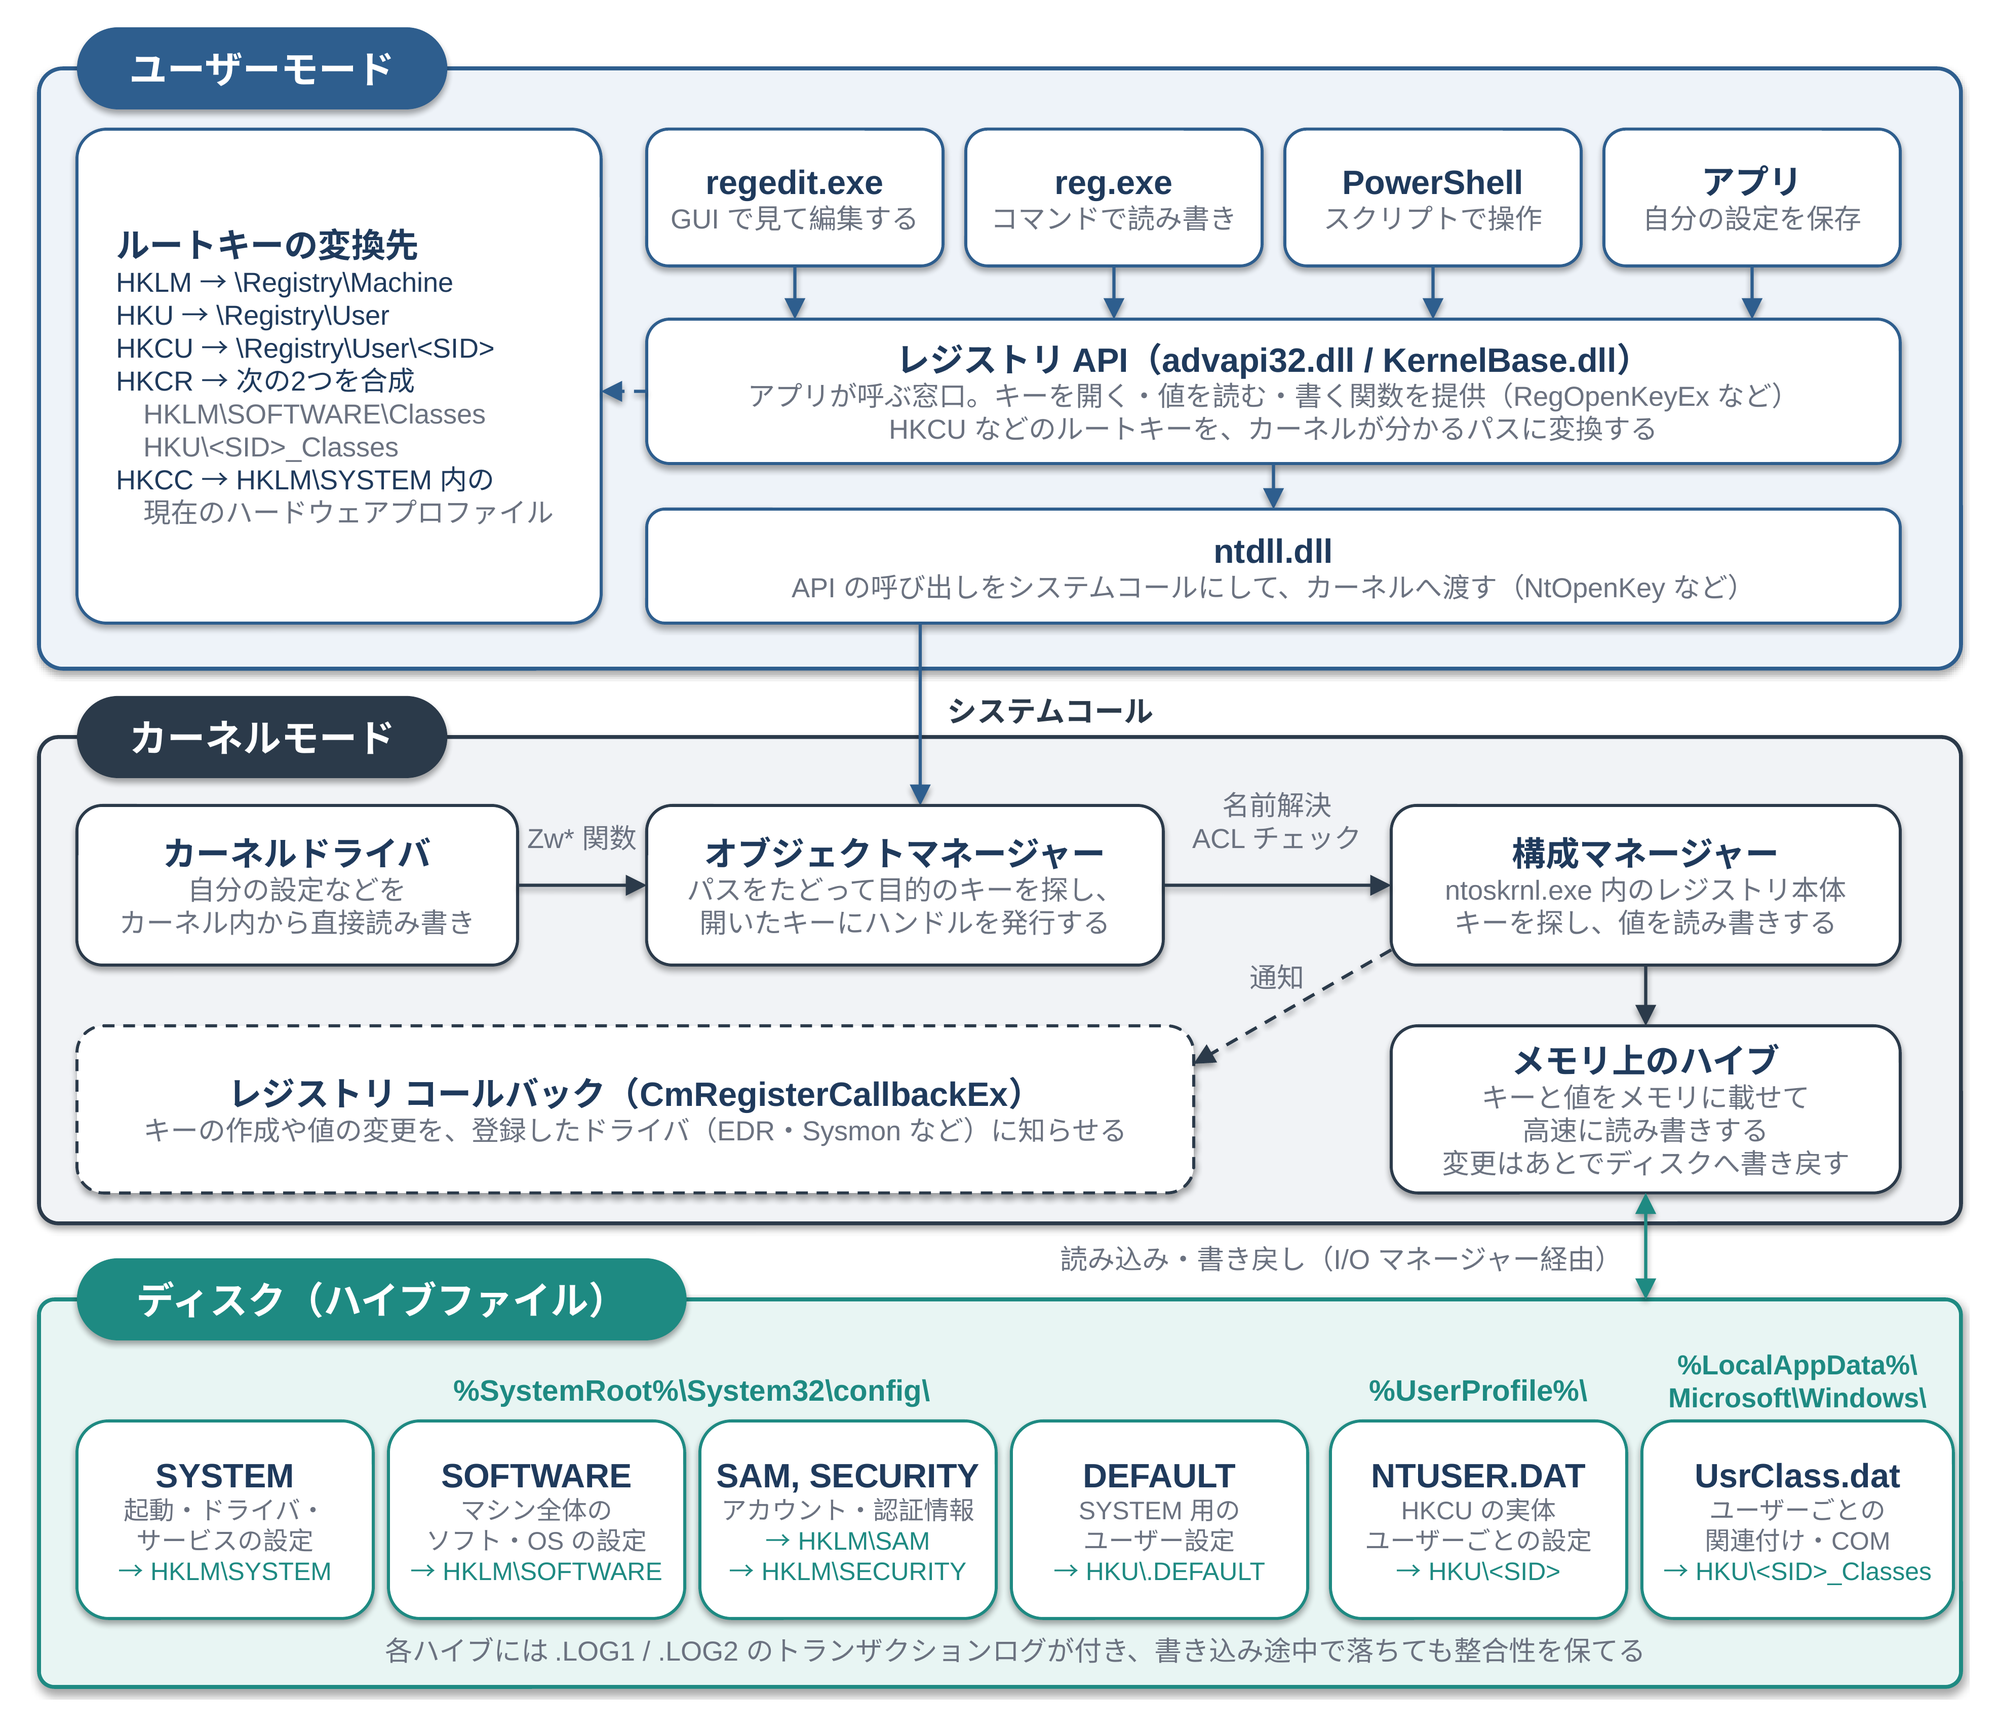 ユーザーモード
ルートキーの変換先
HKLM → \Registry\Machine
HKU → \Registry\User
HKCU → \Registry\User\<SID>
HKCR → 次の2つを合成
HKLM\SOFTWARE\Classes
HKU\<SID>_Classes
HKCC → HKLM\SYSTEM 内の
現在のハードウェアプロファイル
regedit.exe
GUI で見て編集する
reg.exe
コマンドで読み書き
PowerShell
スクリプトで操作
アプリ
自分の設定を保存
レジストリ API（advapi32.dll / KernelBase.dll）
アプリが呼ぶ窓口。キーを開く・値を読む・書く関数を提供（RegOpenKeyEx など）
HKCU などのルートキーを、カーネルが分かるパスに変換する
ntdll.dll
API の呼び出しをシステムコールにして、カーネルへ渡す（NtOpenKey など）
システムコール
カーネルモード
カーネルドライバ
自分の設定などを
カーネル内から直接読み書き
Zw* 関数
オブジェクトマネージャー
パスをたどって目的のキーを探し、
開いたキーにハンドルを発行する
名前解決
ACL チェック
構成マネージャー
ntoskrnl.exe 内のレジストリ本体
キーを探し、値を読み書きする
通知
レジストリ コールバック（CmRegisterCallbackEx）
キーの作成や値の変更を、登録したドライバ（EDR・Sysmon など）に知らせる
メモリ上のハイブ
キーと値をメモリに載せて
高速に読み書きする
変更はあとでディスクへ書き戻す
読み込み・書き戻し（I/O マネージャー経由）
ディスク（ハイブファイル）
%SystemRoot%\System32\config\
%UserProfile%\
%LocalAppData%\
Microsoft\Windows\
SYSTEM
起動・ドライバ・
サービスの設定
→ HKLM\SYSTEM
SOFTWARE
マシン全体の
ソフト・OS の設定
→ HKLM\SOFTWARE
SAM, SECURITY
アカウント・認証情報
→ HKLM\SAM
→ HKLM\SECURITY
DEFAULT
SYSTEM 用の
ユーザー設定
→ HKU\.DEFAULT
NTUSER.DAT
HKCU の実体
ユーザーごとの設定
→ HKU\<SID>
UsrClass.dat
ユーザーごとの
関連付け・COM
→ HKU\<SID>_Classes
各ハイブには .LOG1 / .LOG2 のトランザクションログが付き、書き込み途中で落ちても整合性を保てる